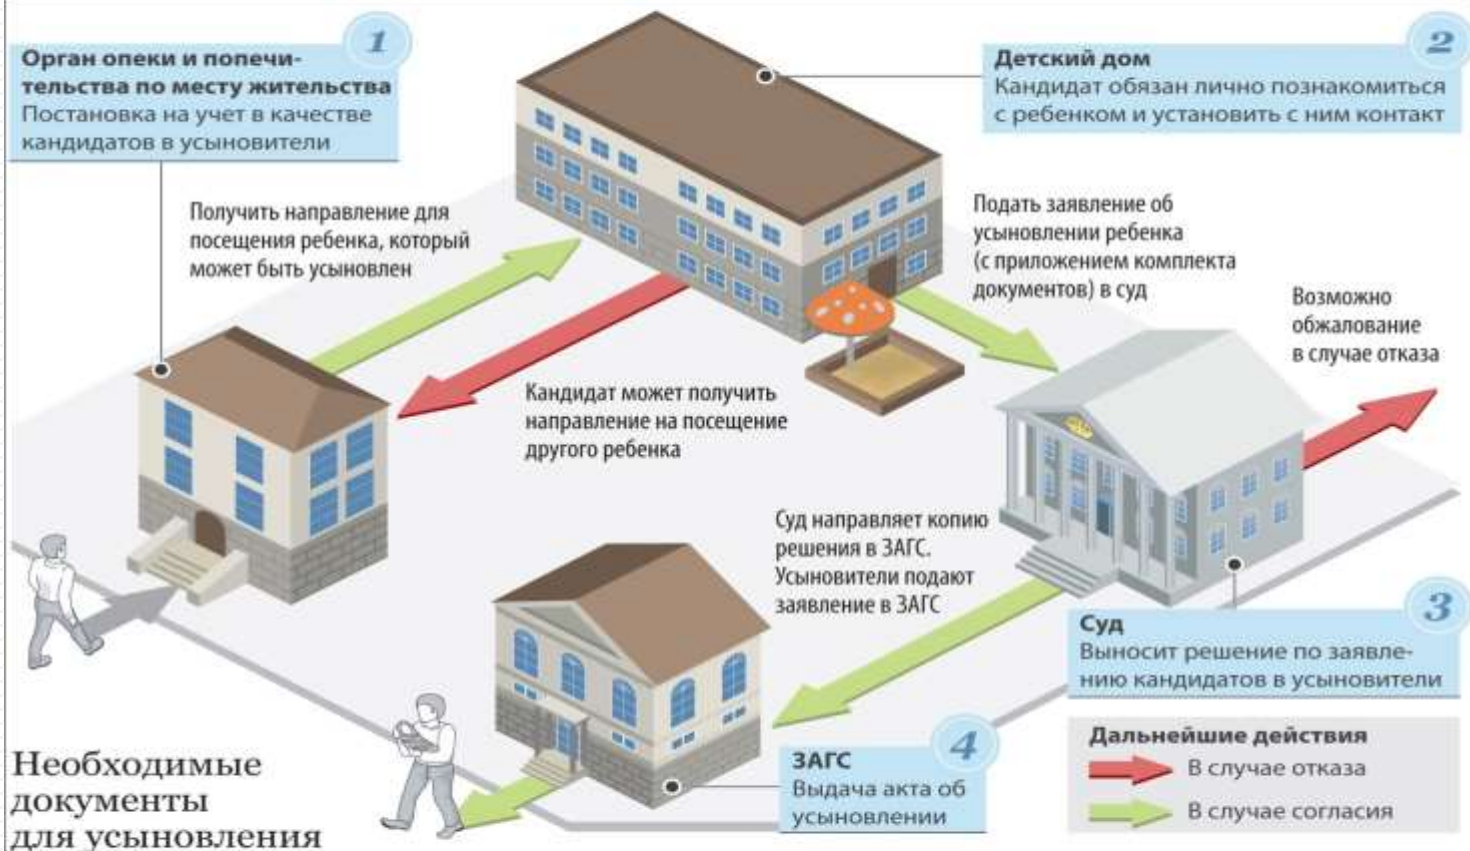 1
Орган опеки и попечи-
тельства по месту жительства
Постановка на учет в качестве
кандидатов в усыновители
2
Детский дом
Кандидат обязан лично познакомиться
с ребенком и установить с ним контакт
Получить направление для
посещения ребенка, который
может быть усыновлен
Подать заявление об
усыновлении ребенка
(с приложением комплекта
документов) в суд
Возможно
обжалование
в случае отказа
Кандидат может получить
направление на посещение
другого ребенка
Суд направляет копию
решения в ЗАГС.
Усыновители подают
заявление в ЗАГС
3
Суд
Выносит решение по заявле-
нию кандидатов в усыновители
4
ЗАГС
Выдача акта об
усыновлении
Дальнейшие действия
В случае отказа
В случае согласия
Необходимые
документы
для усыновления